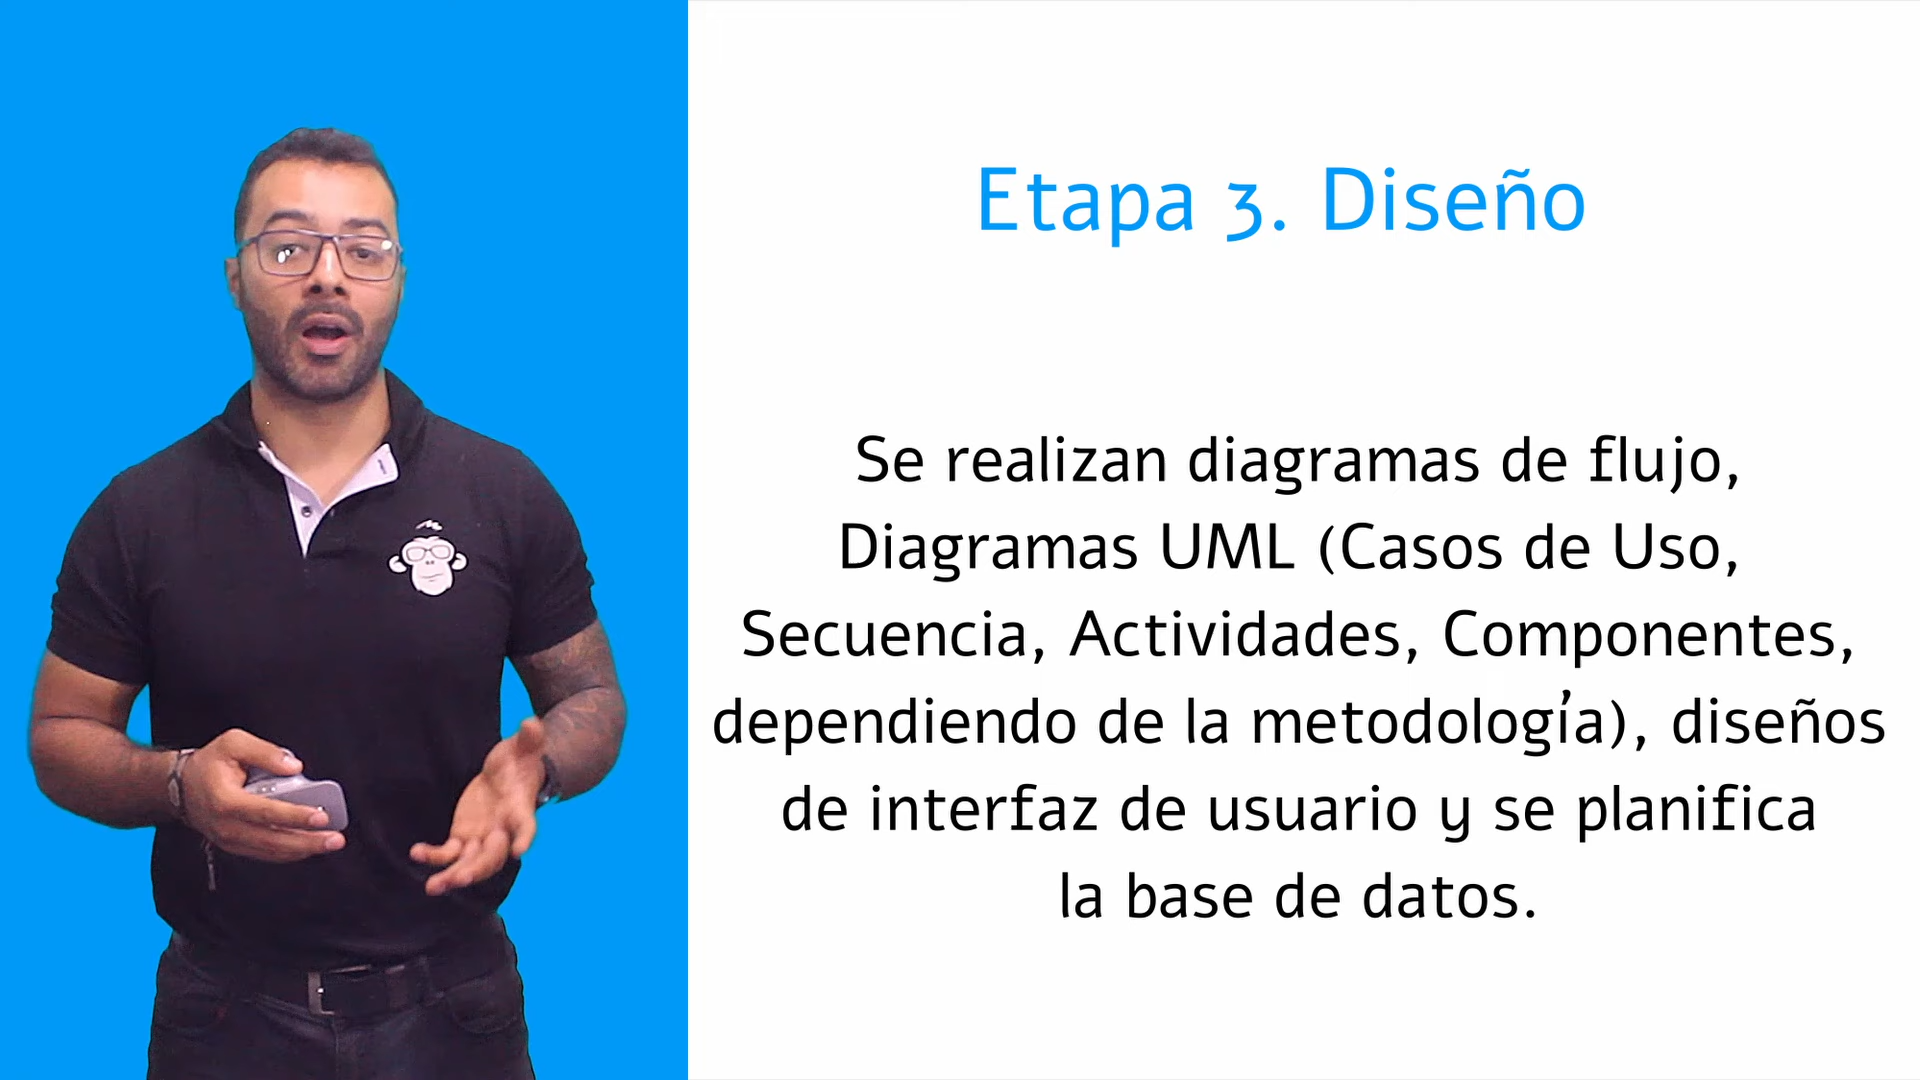 Etapa 3. Diseño
Se realizan diagramas de flujo,
Diagramas UML (Casos de Uso,
Secuencia, Actividades, Componentes,
dependiendo de la metodología), diseños
de interfaz de usuario y se planifica
la base de datos.